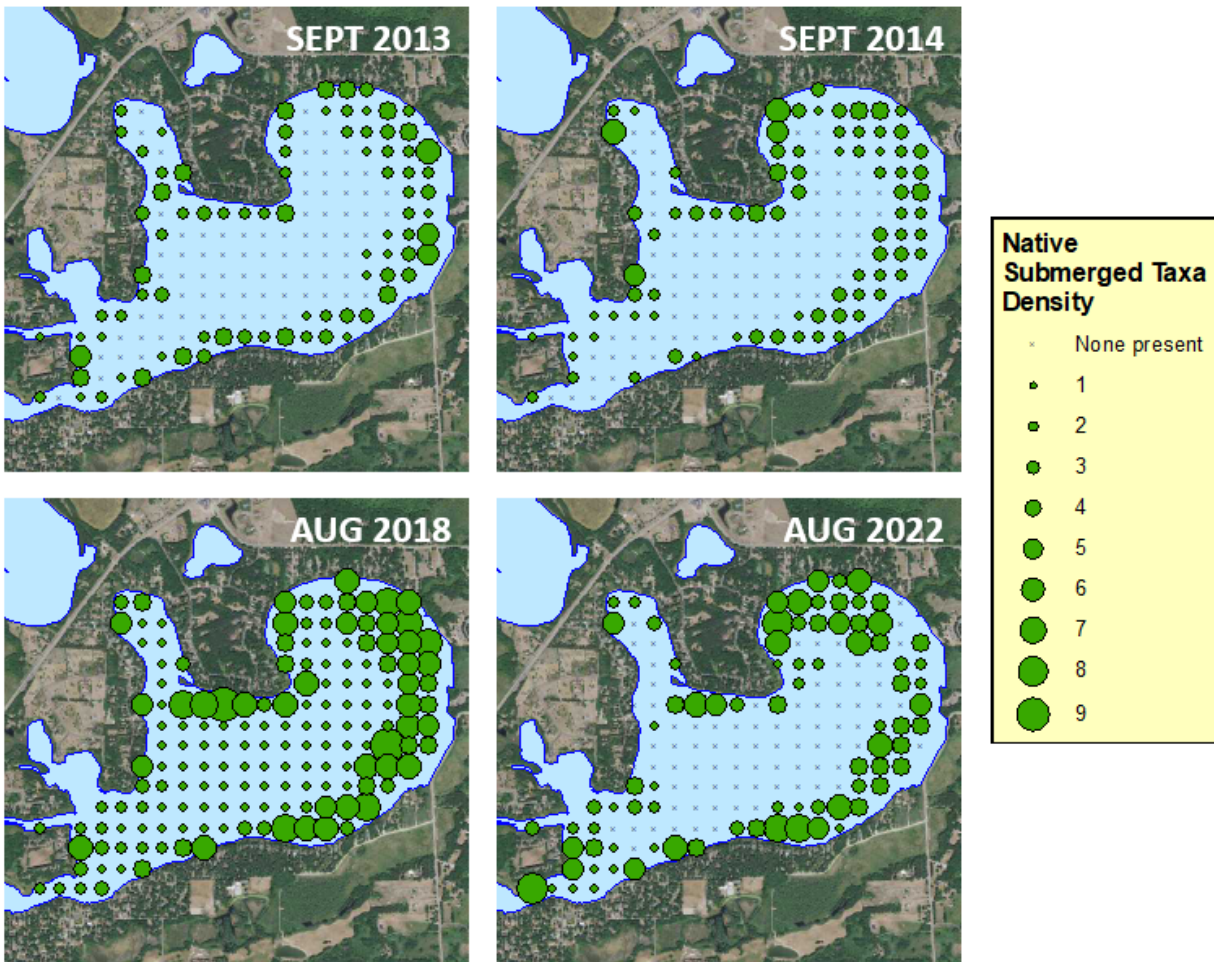 SEPT 2013
SEPT 2014
AUG 2018
AUG 2022
Native
Submerged Taxa
Density
None present
1
2
3
4
5
6
7
8
9